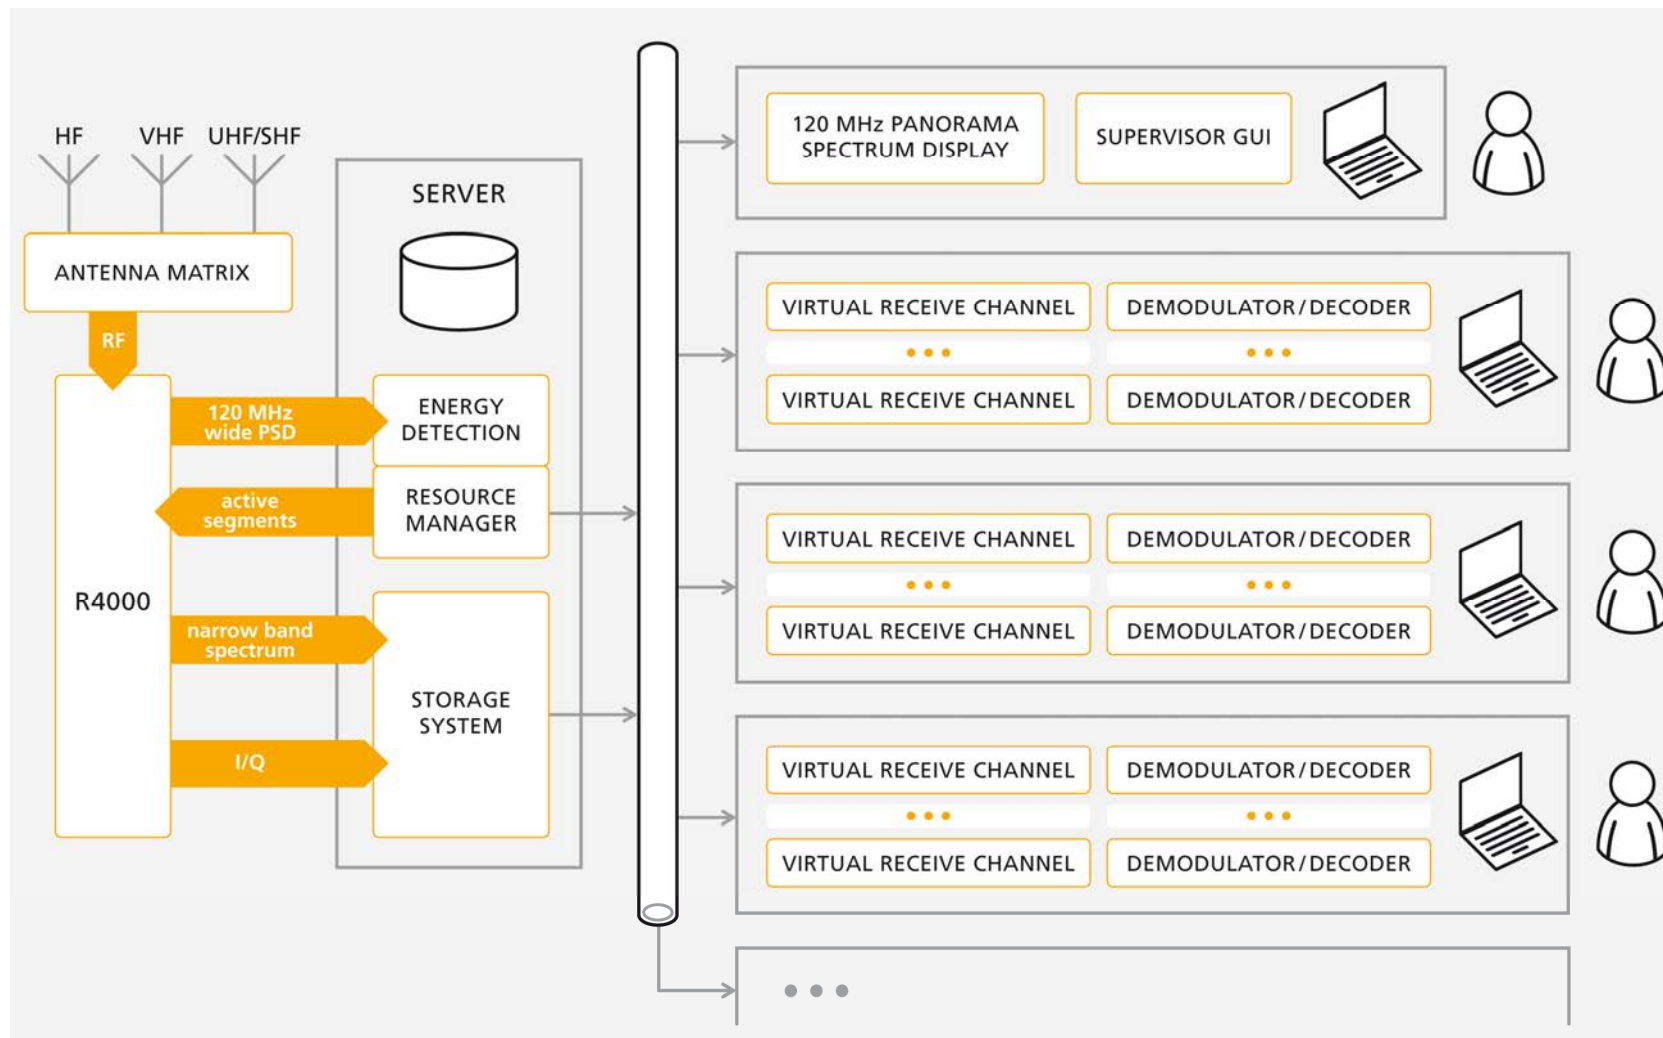 HF
VHF
UHF/SHF
ANTENNA MATRIX
RF
R4000
SERVER
120 MHz
wide PSD
ENERGY
DETECTION
active
segments
RESOURCE
MANAGER
narrow band
spectrum
I/Q
STORAGE
SYSTEM
120 MHz PANORAMA
SPECTRUM DISPLAY
SUPERVISOR GUI
VIRTUAL RECEIVE CHANNEL
DEMODULATOR/DECODER
VIRTUAL RECEIVE CHANNEL
DEMODULATOR/DECODER
VIRTUAL RECEIVE CHANNEL
DEMODULATOR/DECODER
VIRTUAL RECEIVE CHANNEL
DEMODULATOR/DECODER
VIRTUAL RECEIVE CHANNEL
DEMODULATOR/DECODER
VIRTUAL RECEIVE CHANNEL
DEMODULATOR/DECODER